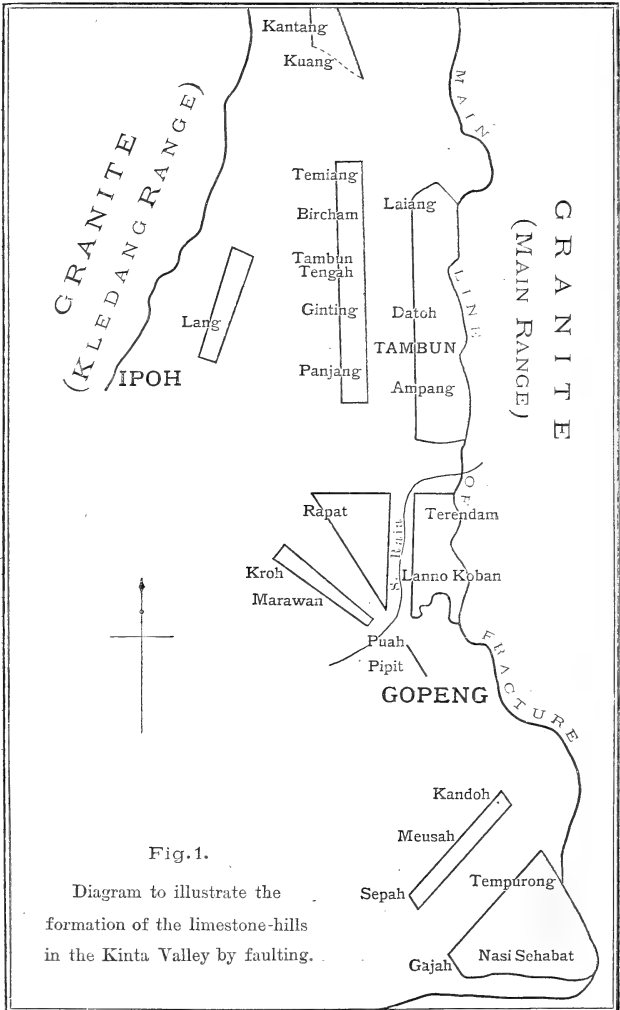 Kantang
Kuang
MAIN
GRANITE
(KLEDANG RANGE)
Temiang
Bircham
Tambun
Tengah
Ginting
Panjang
Lang
IPOH
Laiang
Datoh
TAMBUN
Ampang
LINE
GRANITE
(MAIN RANGE)
OF
Rapat
S. Raia
Terendam
Kroh
Marawan
Lanno Koban
Puah
Pipit
GOPENG
FRACTURE
Kandoh
Meusah
Sepah
Tempurong
Gajah
Nasi Sehabat
Fig.1.
Diagram to illustrate the
formation of the limestone-hills
in the Kinta Valley by faulting.